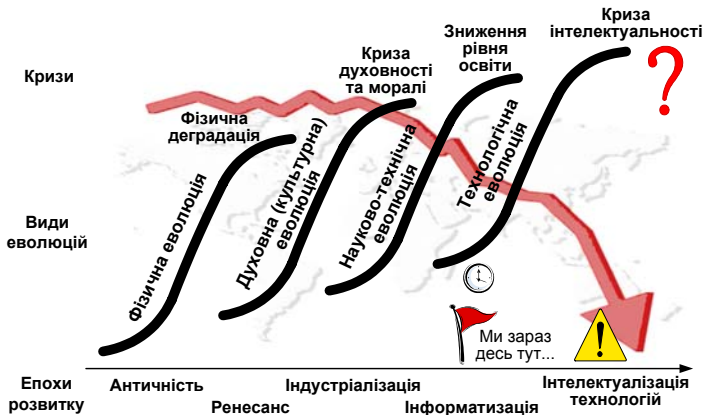 Кризи
Фізична
деградація
Криза
духовності
та моралі
Зниження
рівня
освіти
Криза
інтелектуальності
?
Види
еволюцій
Фізична еволюція
Духовна (культурна)
еволюція
Науково-технічна
еволюція
Технологічна
еволюція
Ми зараз
десь тут...
!
Епохи
розвитку
Античність
Ренесанс
Індустріалізація
Інформатизація
Інтелектуалізація
технологій